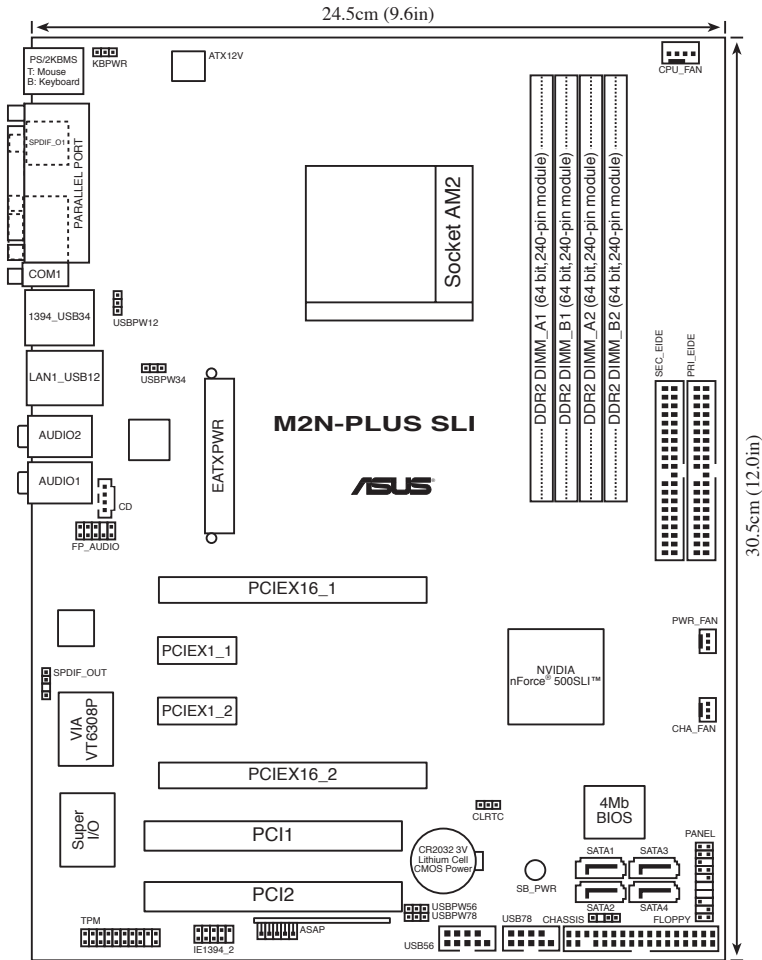 24.5cm (9.6in)
PS/2KBMS
T: Mouse
B: Keyboard
KBPWR
ATX12V
CPU_FAN
SPDIF_O1
PARALLEL PORT
Socket AM2
DDR2 DIMM_A1 (64 bit,240-pin module)
DDR2 DIMM_B1 (64 bit,240-pin module)
DDR2 DIMM_A2 (64 bit,240-pin module)
DDR2 DIMM_B2 (64 bit,240-pin module)
COM1
1394_USB34
USBPW12
SEC_EIDE
PRI_EIDE
LAN1_USB12
USBPW34
AUDIO2
EATXPWR
M2N-PLUS SLI
ASUS
AUDIO1
CD
FP_AUDIO
30.5cm (12.0in)
PCIEX16_1
PWR_FAN
PCIEX1_1
NVIDIA
nForce® 500SLI™
SPDIF_OUT
VIA
VT6308P
PCIEX1_2
CHA_FAN
PCIEX16_2
Super
I/O
CLRTC
4Mb
BIOS
PCI1
PANEL
CR2032 3V
Lithium Cell
CMOS Power
SATA1
SATA3
SB_PWR
PCI2
SATA2
SATA4
USBPW56
USBPW78
TPM
IE1394_2
ASAP
USB56
USB78
CHASSIS
FLOPPY